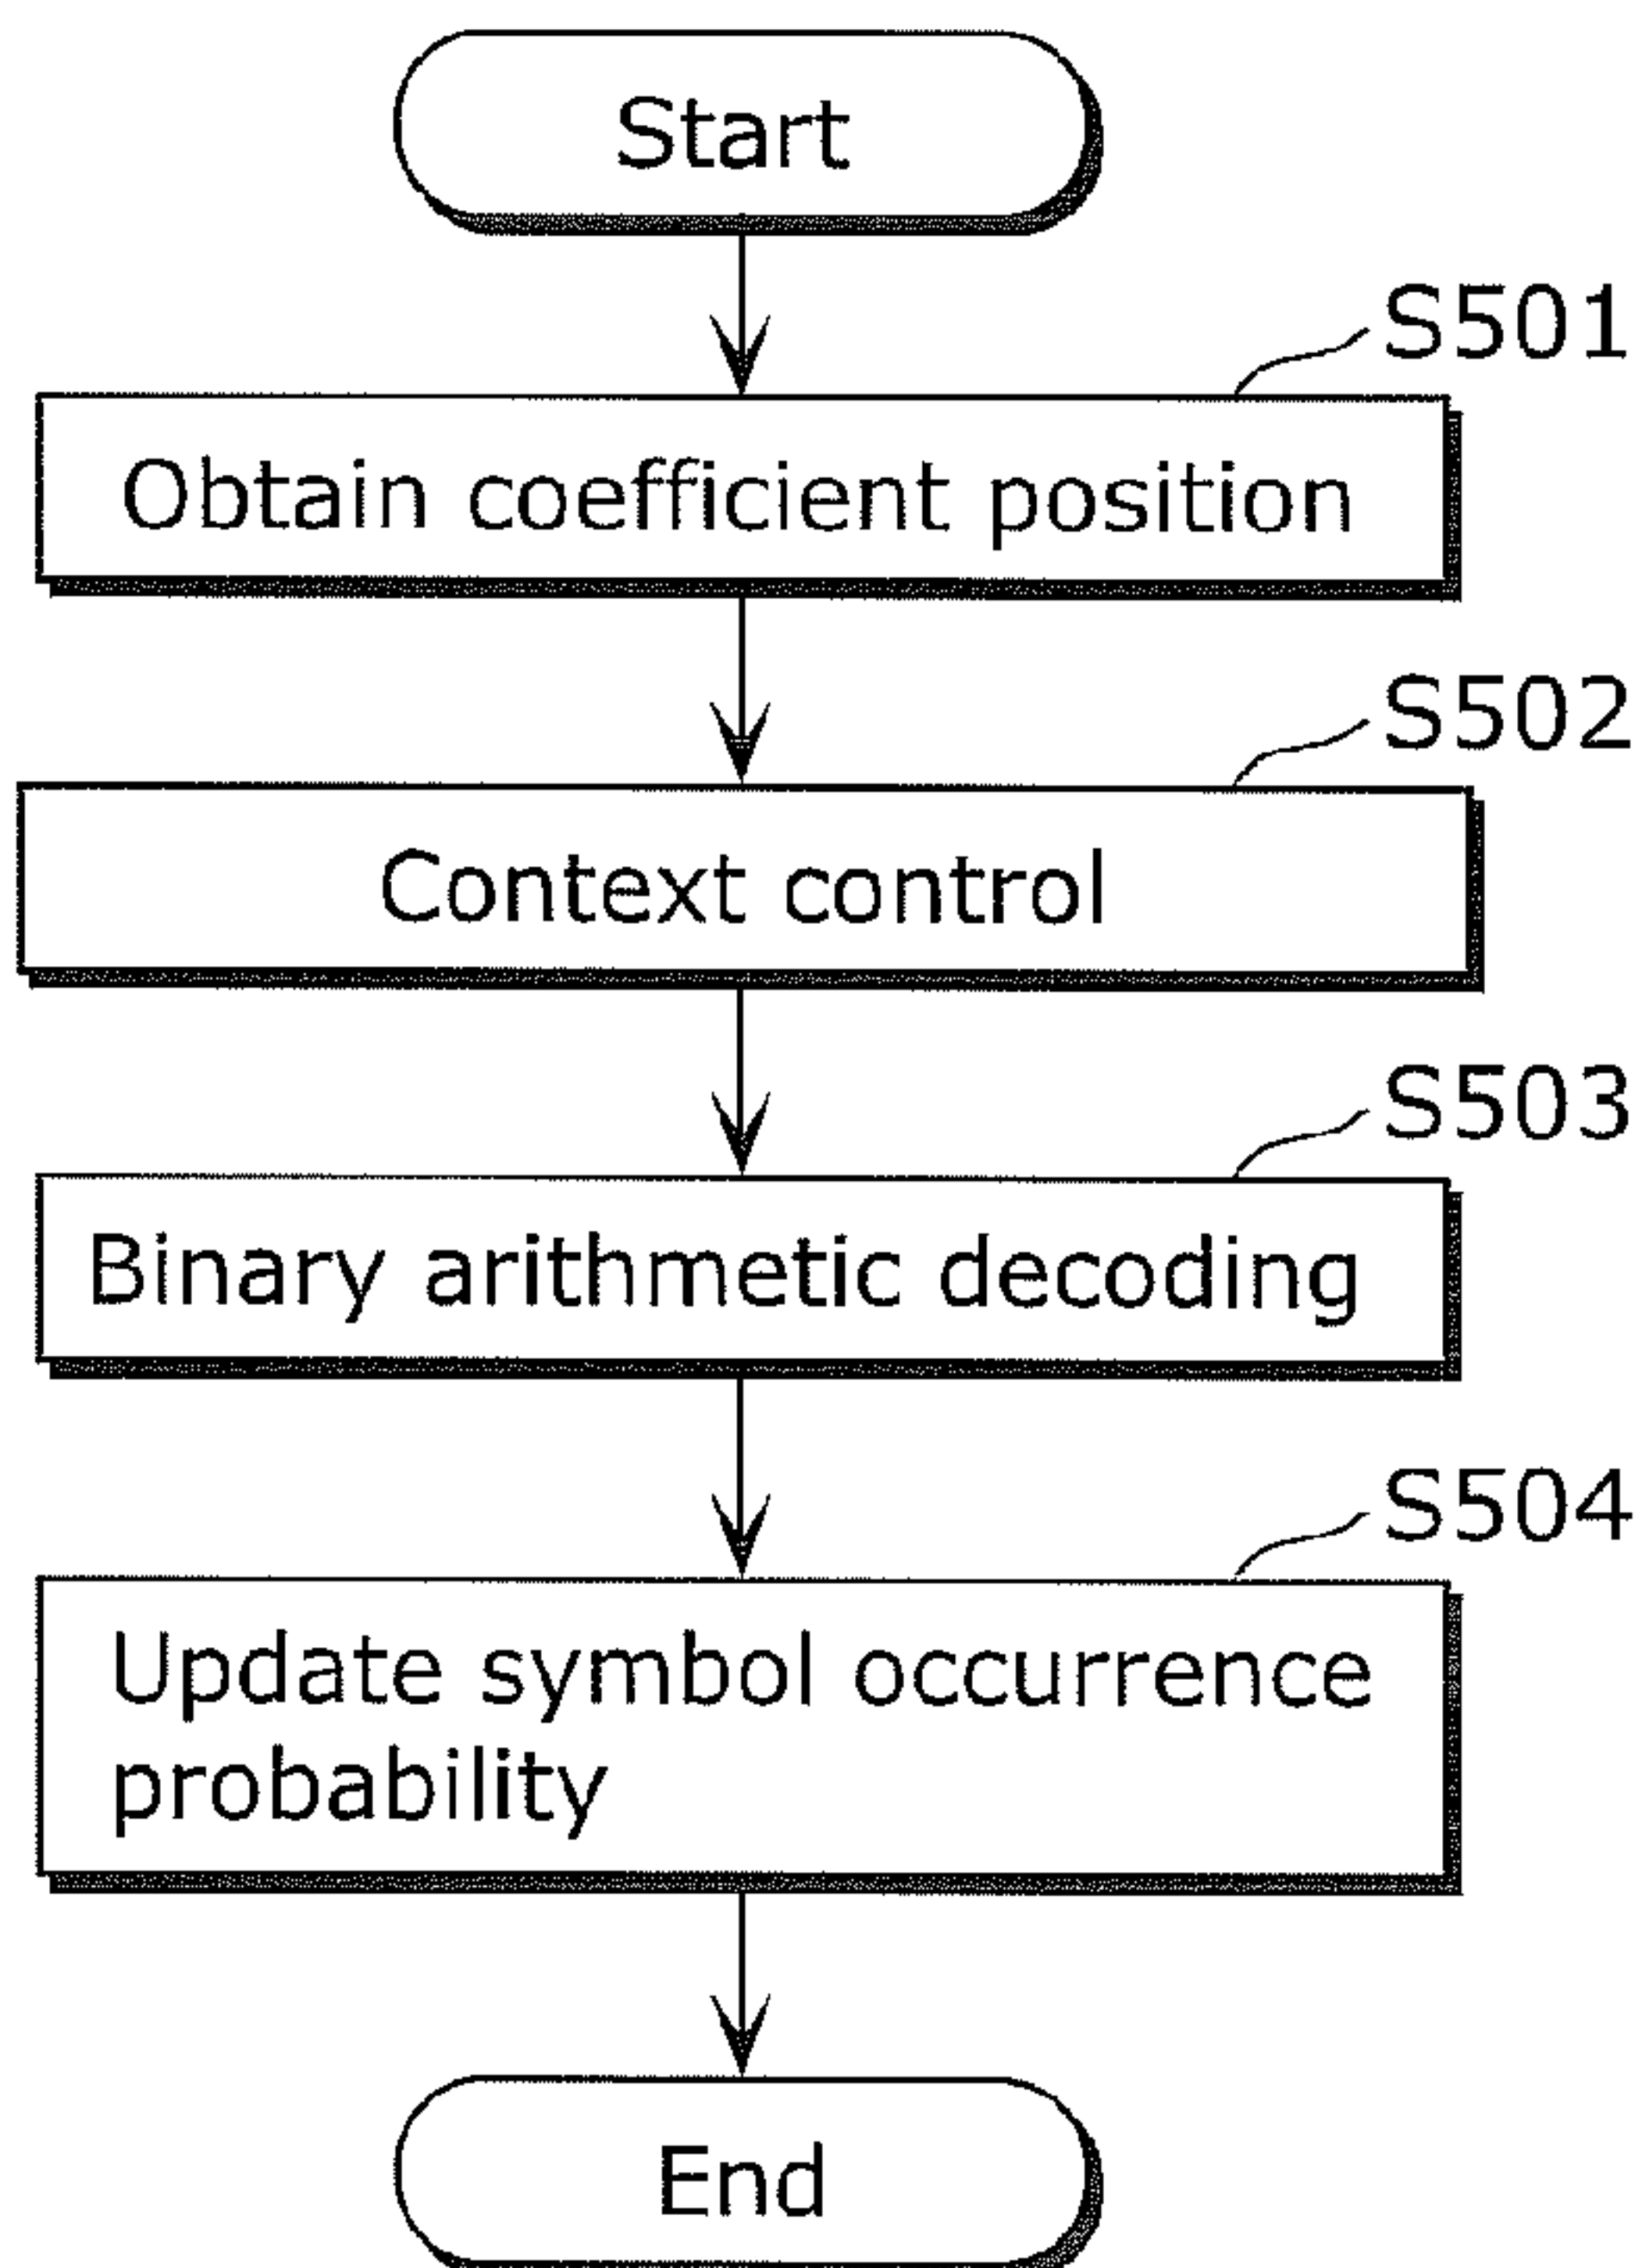 Start
S501
Obtain coefficient position
S502
Context control
S503
Binary arithmetic decoding
S504
Update symbol occurrence
probability
End